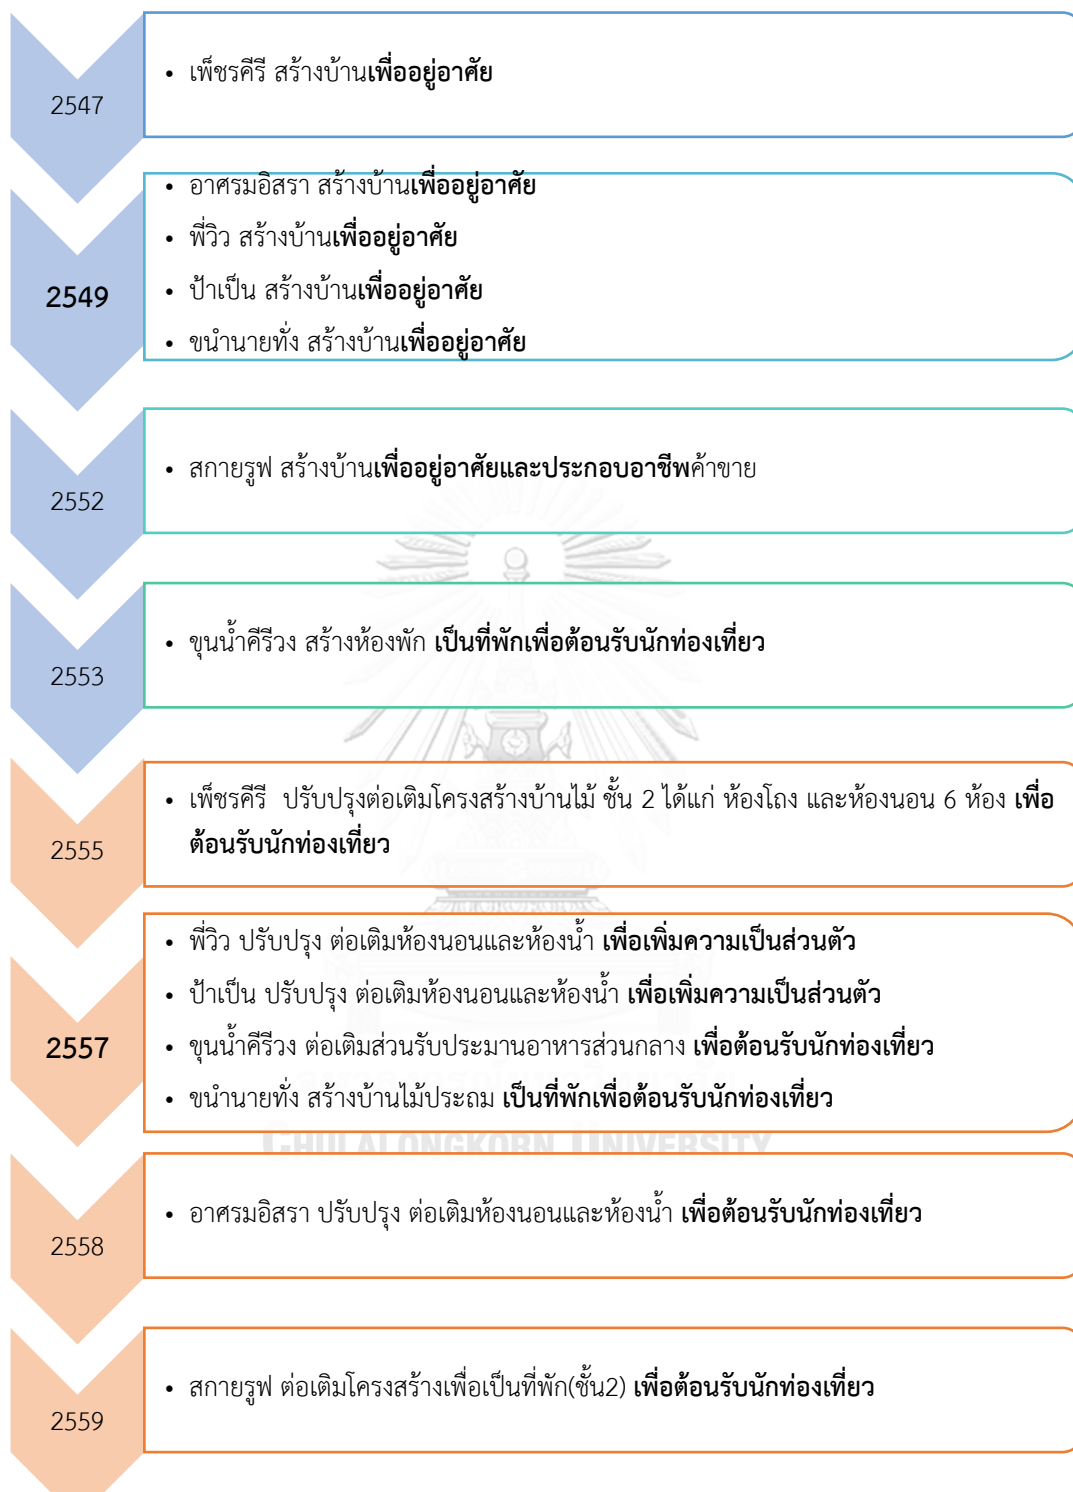 2547
• เพ็ชรคีรี สร้างบ้านเพื่ออยู่อาศัย
2549
• อาศรมอิสรา สร้างบ้านเพื่ออยู่อาศัย
• พี่วิว สร้างบ้านเพื่ออยู่อาศัย
• ป้าเป็น สร้างบ้านเพื่ออยู่อาศัย
• ขนำนายทั่ง สร้างบ้านเพื่ออยู่อาศัย
2552
• สกายรูฟ สร้างบ้านเพื่ออยู่อาศัยและประกอบอาชีพค้าขาย
2553
• ขุนน้ำคีรีวง สร้างห้องพัก เป็นที่พักเพื่อต้อนรับนักท่องเที่ยว
2555
• เพ็ชรคีรี ปรับปรุงต่อเติมโครงสร้างบ้านไม้ ชั้น 2 ได้แก่ ห้องโถง และห้องนอน 6 ห้อง เพื่อ
ต้อนรับนักท่องเที่ยว
2557
• พี่วิว ปรับปรุง ต่อเติมห้องนอนและห้องน้ำ เพื่อเพิ่มความเป็นส่วนตัว
• ป้าเป็น ปรับปรุง ต่อเติมห้องนอนและห้องน้ำ เพื่อเพิ่มความเป็นส่วนตัว
• ขุนน้ำคีรีวง ต่อเติมส่วนรับประมานอาหารส่วนกลาง เพื่อต้อนรับนักท่องเที่ยว
• ขนำนายทั่ง สร้างบ้านไม้ประถม เป็นที่พักเพื่อต้อนรับนักท่องเที่ยว
CHULALONGKORN UNIVERSITY
2558
• อาศรมอิสรา ปรับปรุง ต่อเติมห้องนอนและห้องน้ำ เพื่อต้อนรับนักท่องเที่ยว
2559
• สกายรูฟ ต่อเติมโครงสร้างเพื่อเป็นที่พัก(ชั้น2) เพื่อต้อนรับนักท่องเที่ยว